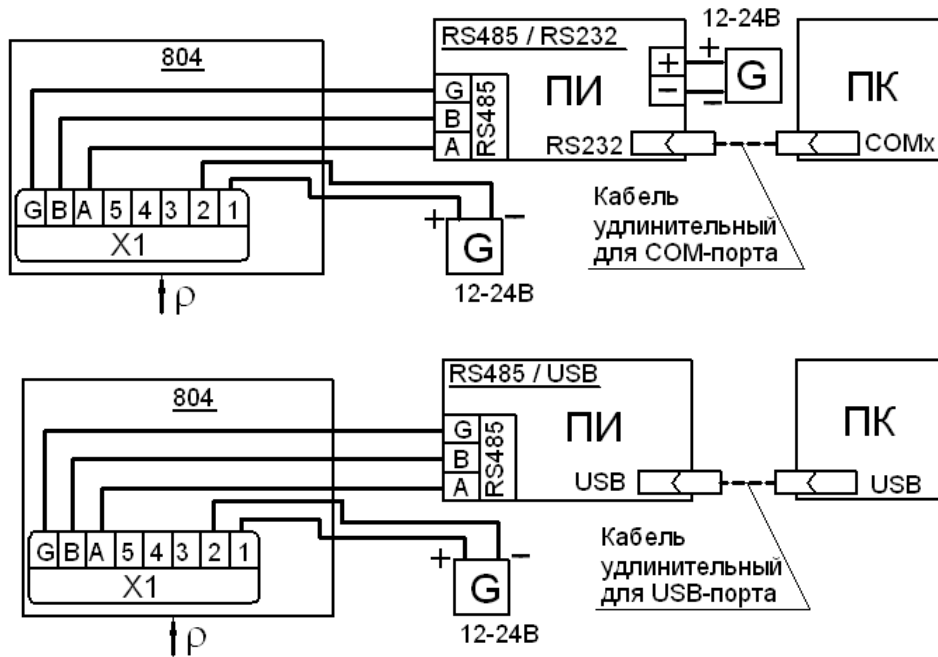 804
RS485 / RS232
12-24В
G
B
A
RS485
ПИ
+
−
+
−
G
ПК
RS232
COMx
G B A 5 4 3 2 1
X1
+
−
G
12-24В
ρ
Кабель
удлинительный
для COM-порта
804
RS485 / USB
G
B
A
RS485
ПИ
ПК
USB
USB
G B A 5 4 3 2 1
X1
+
−
G
12-24В
ρ
Кабель
удлинительный
для USB-порта